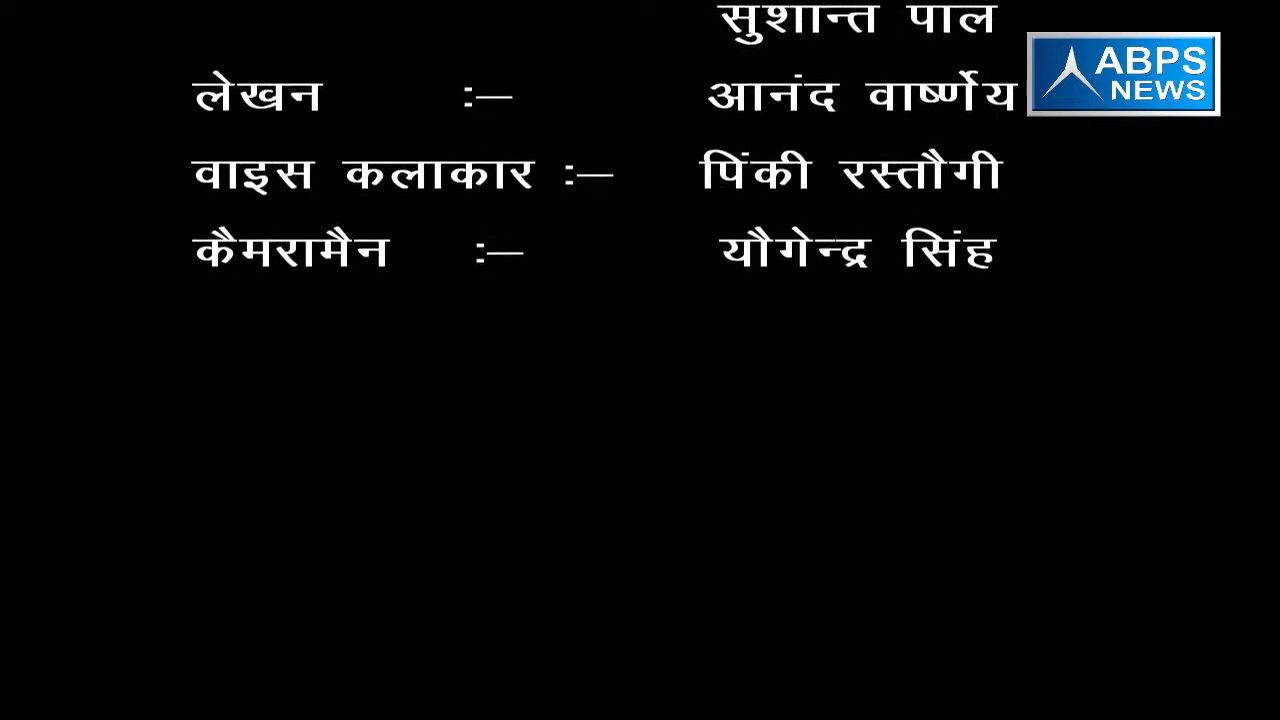 सुशान्त पाल
ABPS
NEWS
लेखन :— आनंद वार्ष्णेय
वाइस कलाकार :— पिंकी रस्तौगी
कैमरामैन :— यौगेन्द्र सिंह